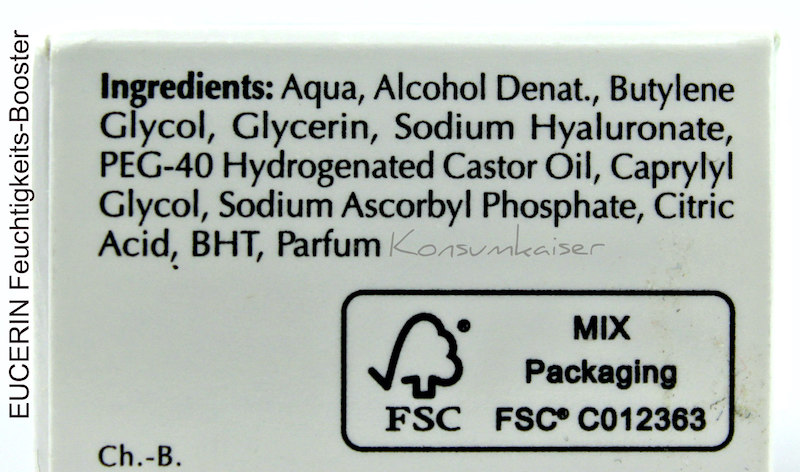 EUCERIN Feuchtigkeits-Booster
Ingredients: Aqua, Alcohol Denat., Butylene
Glycol, Glycerin, Sodium Hyaluronate,
PEG-40 Hydrogenated Castor Oil, Caprylyl
Glycol, Sodium Ascorbyl Phosphate, Citric
Acid, BHT, Parfum Konsumkaiser
MIX
Packaging
FSC® C012363
®
FSC
Ch.-B.